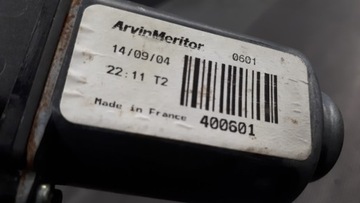 ArvinMeritor
14/09/04 0601
22:11 T2
Made in France 400601